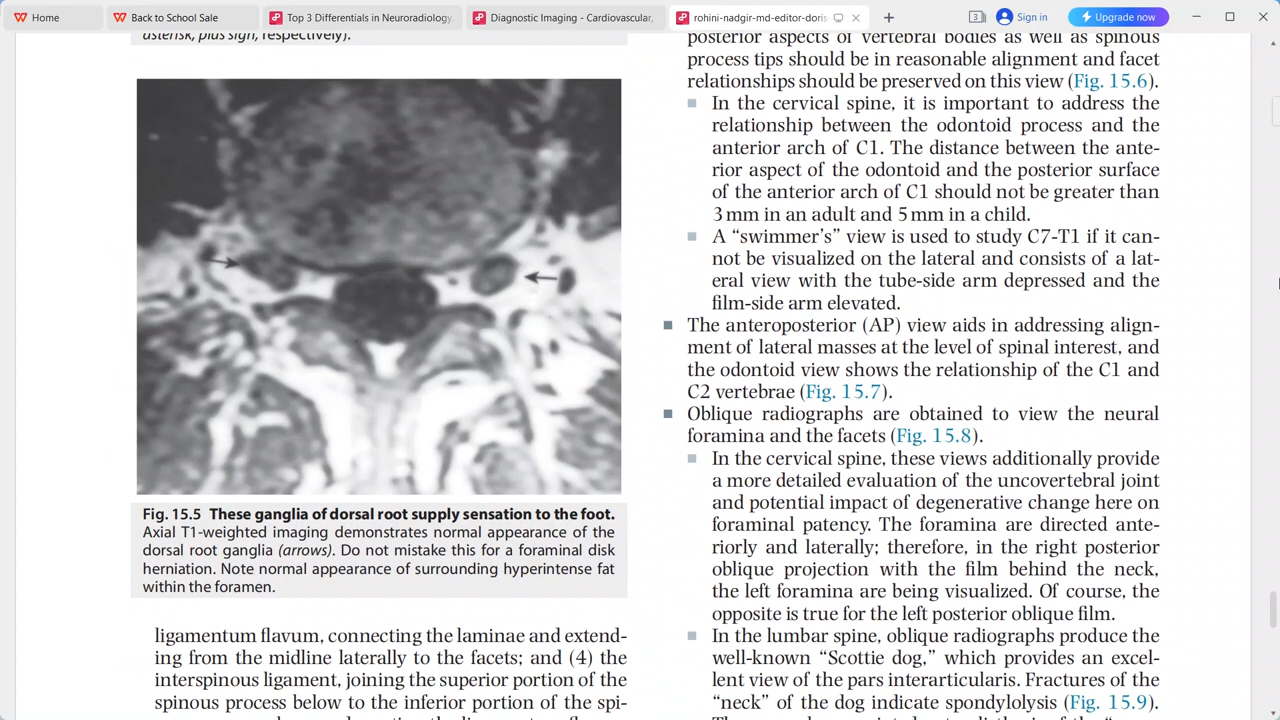 Home
Back to School Sale
Top 3 Differentials in Neuroradiology
Diagnostic Imaging - Cardiovascular,
rohini-nadgir-md-editor-doris
3
Sign in
Upgrade now
asterisk, plus sign, respectively).
Fig. 15.5 These ganglia of dorsal root supply sensation to the foot.
Axial T1-weighted imaging demonstrates normal appearance of the
dorsal root ganglia (arrows). Do not mistake this for a foraminal disk
herniation. Note normal appearance of surrounding hyperintense fat
within the foramen.
ligamentum flavum, connecting the laminae and extend-
ing from the midline laterally to the facets; and (4) the
interspinous ligament, joining the superior portion of the
spinous process below to the inferior portion of the spi-
posterior aspects of vertebral bodies as well as spinous
process tips should be in reasonable alignment and facet
relationships should be preserved on this view (Fig. 15.6).
In the cervical spine, it is important to address the
relationship between the odontoid process and the
anterior arch of C1. The distance between the ante-
rior aspect of the odontoid and the posterior surface
of the anterior arch of C1 should not be greater than
3 mm in an adult and 5 mm in a child.
A “swimmer’s” view is used to study C7-T1 if it can-
not be visualized on the lateral and consists of a lat-
eral view with the tube-side arm depressed and the
film-side arm elevated.
The anteroposterior (AP) view aids in addressing align-
ment of lateral masses at the level of spinal interest, and
the odontoid view shows the relationship of the C1 and
C2 vertebrae (Fig. 15.7).
Oblique radiographs are obtained to view the neural
foramina and the facets (Fig. 15.8).
In the cervical spine, these views additionally provide
a more detailed evaluation of the uncovertebral joint
and potential impact of degenerative change here on
foraminal patency. The foramina are directed ante-
riorly and laterally; therefore, in the right posterior
oblique projection with the film behind the neck,
the left foramina are being visualized. Of course, the
opposite is true for the left posterior oblique film.
In the lumbar spine, oblique radiographs produce the
well-known “Scottie dog,” which provides an excel-
lent view of the pars interarticularis. Fractures of the
“neck” of the dog indicate spondylolysis (Fig. 15.9).